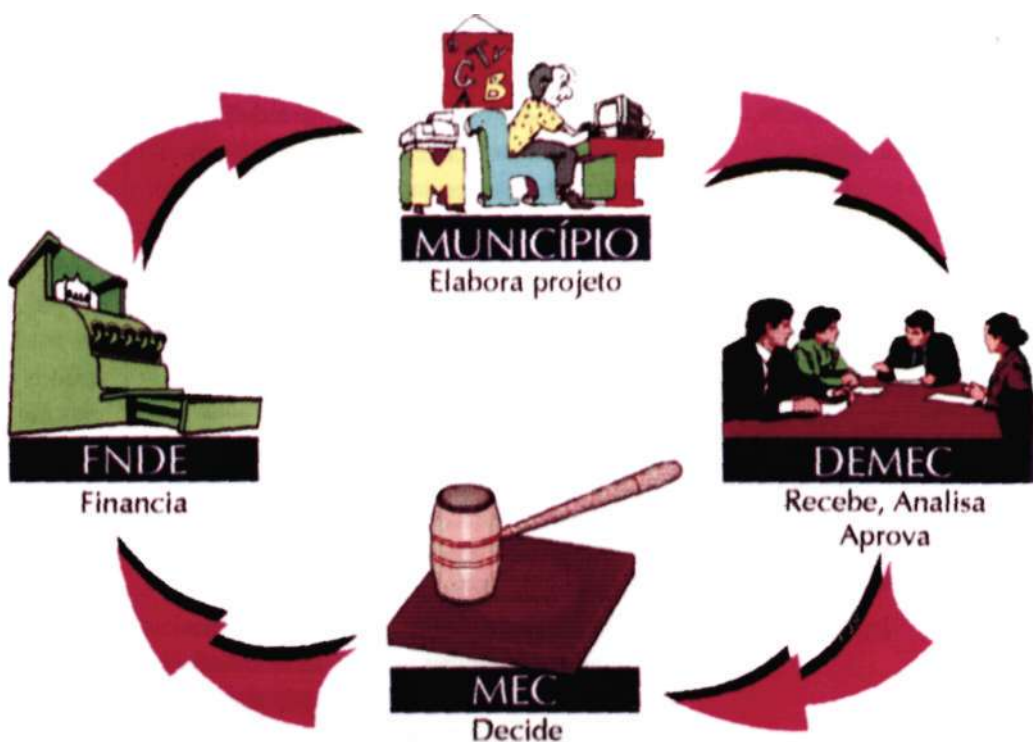 MUNICÍPIO
Elabora projeto
DEMEC
Recebe, Analisa
Aprova
MEC
Decide
FNDE
Financia